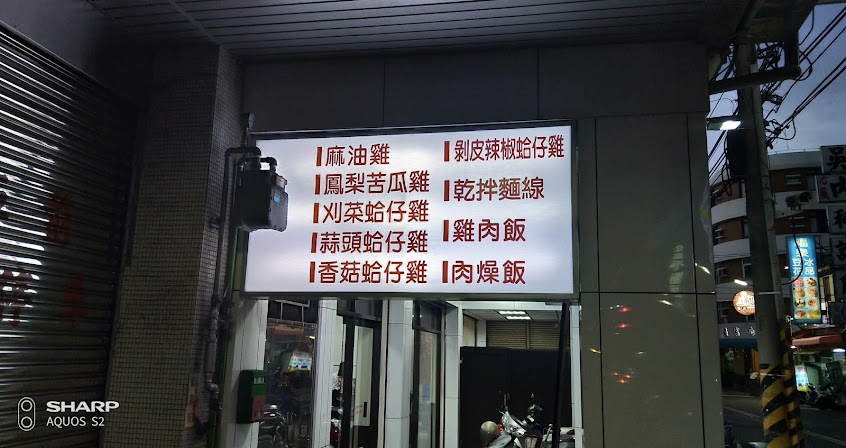 麻油雞
鳳梨苦瓜雞
刈菜蛤仔雞
蒜頭蛤仔雞
香菇蛤仔雞
剝皮辣椒蛤仔雞
乾拌麵線
雞肉飯
肉燥飯
SHARP
AQUOS S2